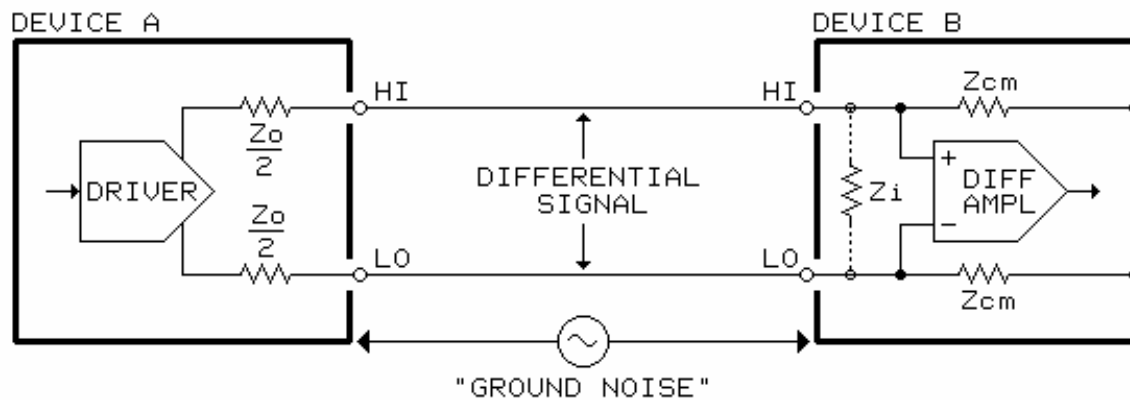 DEVICE A
DEVICE B
HI
HI
Zcm
Zo
2
DRIVER
DIFFERENTIAL
SIGNAL
Zi
+
DIFF
AMPL
−
Zo
2
LO
LO
Zcm
"GROUND NOISE"